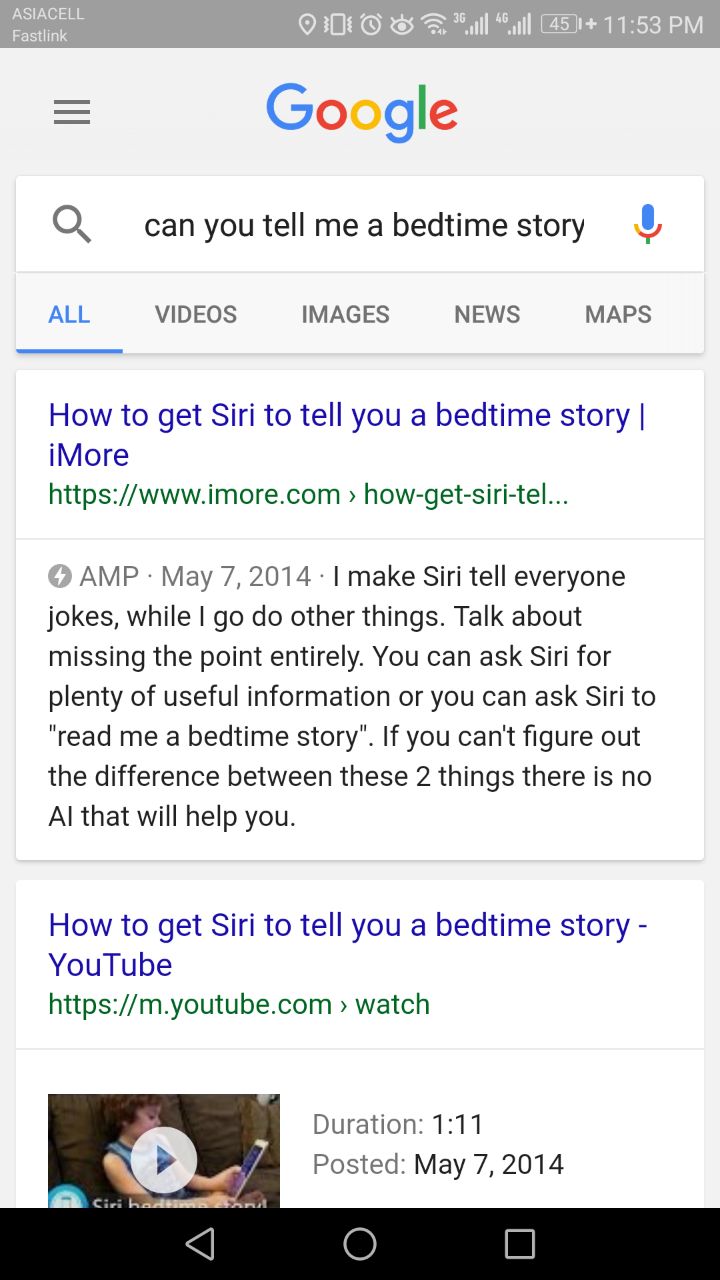 ASIACELL
Fastlink
3G
4G
45
11:53 PM
Google
can you tell me a bedtime story
ALL VIDEOS IMAGES NEWS MAPS
How to get Siri to tell you a bedtime story |
iMore
https://www.imore.com › how-get-siri-tel...
AMP · May 7, 2014 · I make Siri tell everyone
jokes, while I go do other things. Talk about
missing the point entirely. You can ask Siri for
plenty of useful information or you can ask Siri to
"read me a bedtime story". If you can't figure out
the difference between these 2 things there is no
AI that will help you.
How to get Siri to tell you a bedtime story -
YouTube
https://m.youtube.com › watch
Duration: 1:11
Posted: May 7, 2014
Siri bedtime story!